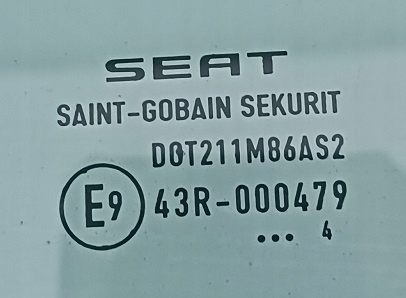 SEAT
SAINT-GOBAIN SEKURIT
DOT211M86AS2
E9 43R-000479
... 4